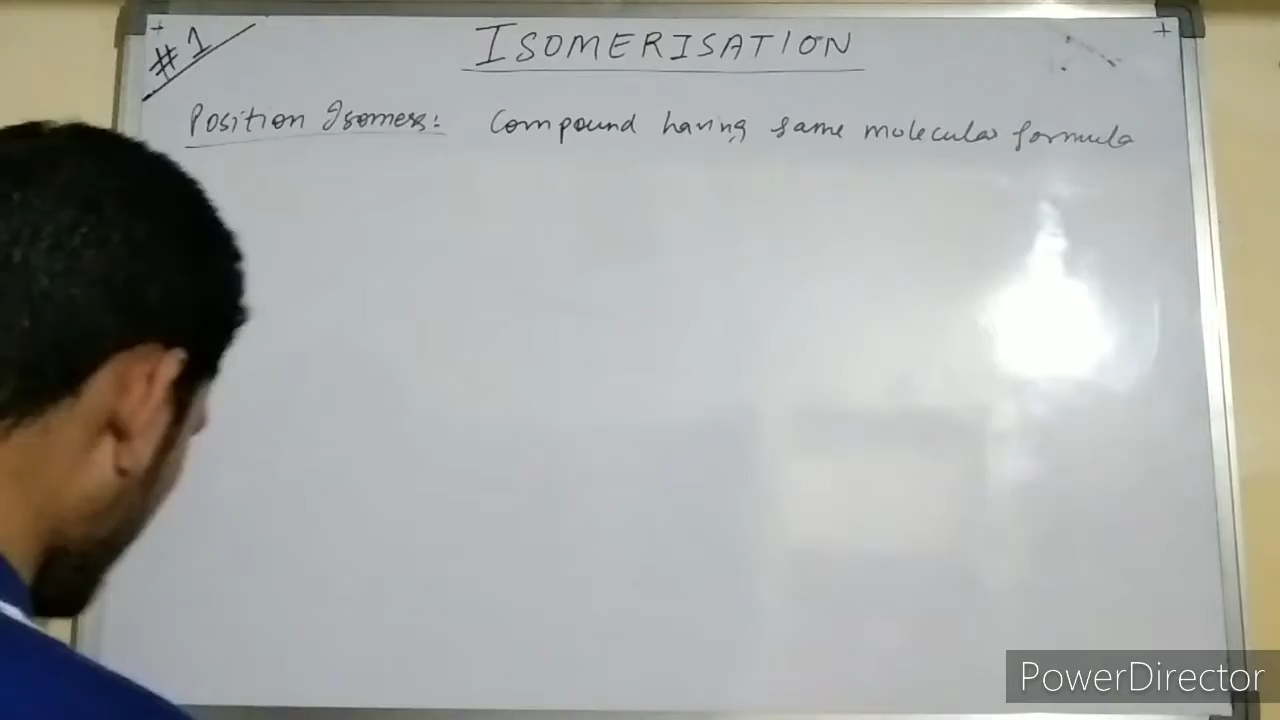 #1
ISOMERISATION
Position Isomers: Compound having same molecular formula
PowerDirector